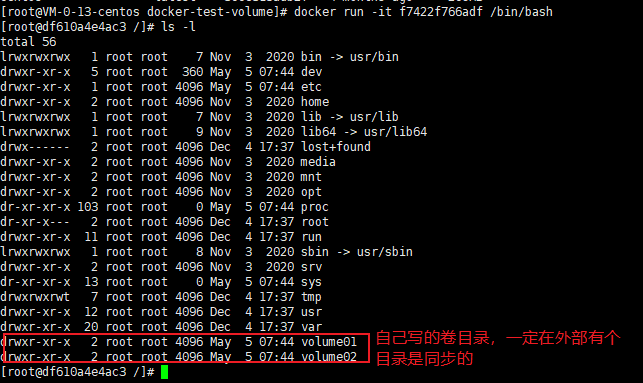 [root@VM-0-13-centos docker-test-volume]# docker run -it f7422f766adf /bin/bash
[root@df610a4e4ac3 /]# ls -l
total 56
lrwxrwxrwx   1 root root    7 Nov  3  2020 bin -> usr/bin
drwxr-xr-x   5 root root  360 May  5 07:44 dev
drwxr-xr-x   1 root root 4096 May  5 07:44 etc
drwxr-xr-x   2 root root 4096 Nov  3  2020 home
lrwxrwxrwx   1 root root    7 Nov  3  2020 lib -> usr/lib
lrwxrwxrwx   1 root root    9 Nov  3  2020 lib64 -> usr/lib64
drwx------   2 root root 4096 Dec  4 17:37 lost+found
drwxr-xr-x   2 root root 4096 Nov  3  2020 media
drwxr-xr-x   2 root root 4096 Nov  3  2020 mnt
drwxr-xr-x   2 root root 4096 Nov  3  2020 opt
dr-xr-xr-x 103 root root    0 May  5 07:44 proc
dr-xr-x---   2 root root 4096 Dec  4 17:37 root
drwxr-xr-x  11 root root 4096 Dec  4 17:37 run
lrwxrwxrwx   1 root root    8 Nov  3  2020 sbin -> usr/sbin
drwxr-xr-x   2 root root 4096 Nov  3  2020 srv
dr-xr-xr-x  13 root root    0 May  5 07:44 sys
drwxrwxrwt   7 root root 4096 Dec  4 17:37 tmp
drwxr-xr-x  12 root root 4096 Dec  4 17:37 usr
drwxr-xr-x  20 root root 4096 Dec  4 17:37 var
drwxr-xr-x   2 root root 4096 May  5 07:44 volume01
drwxr-xr-x   2 root root 4096 May  5 07:44 volume02
[root@df610a4e4ac3 /]#
自己写的卷目录，一定在外部有个
目录是同步的